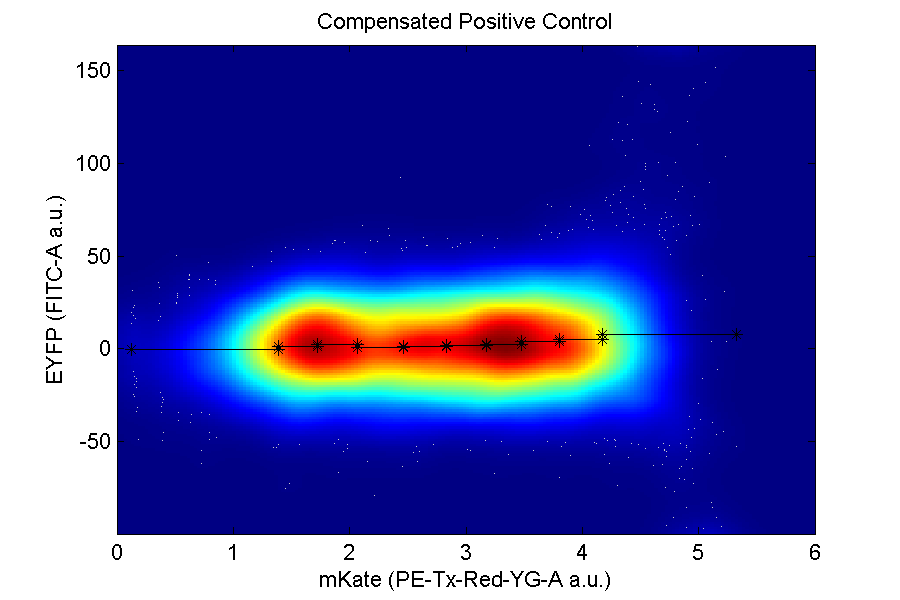 Compensated Positive Control
150
100
50
0
-50
EYFP (FITC-A a.u.)
0 1 2 3 4 5 6
mKate (PE-Tx-Red-YG-A a.u.)